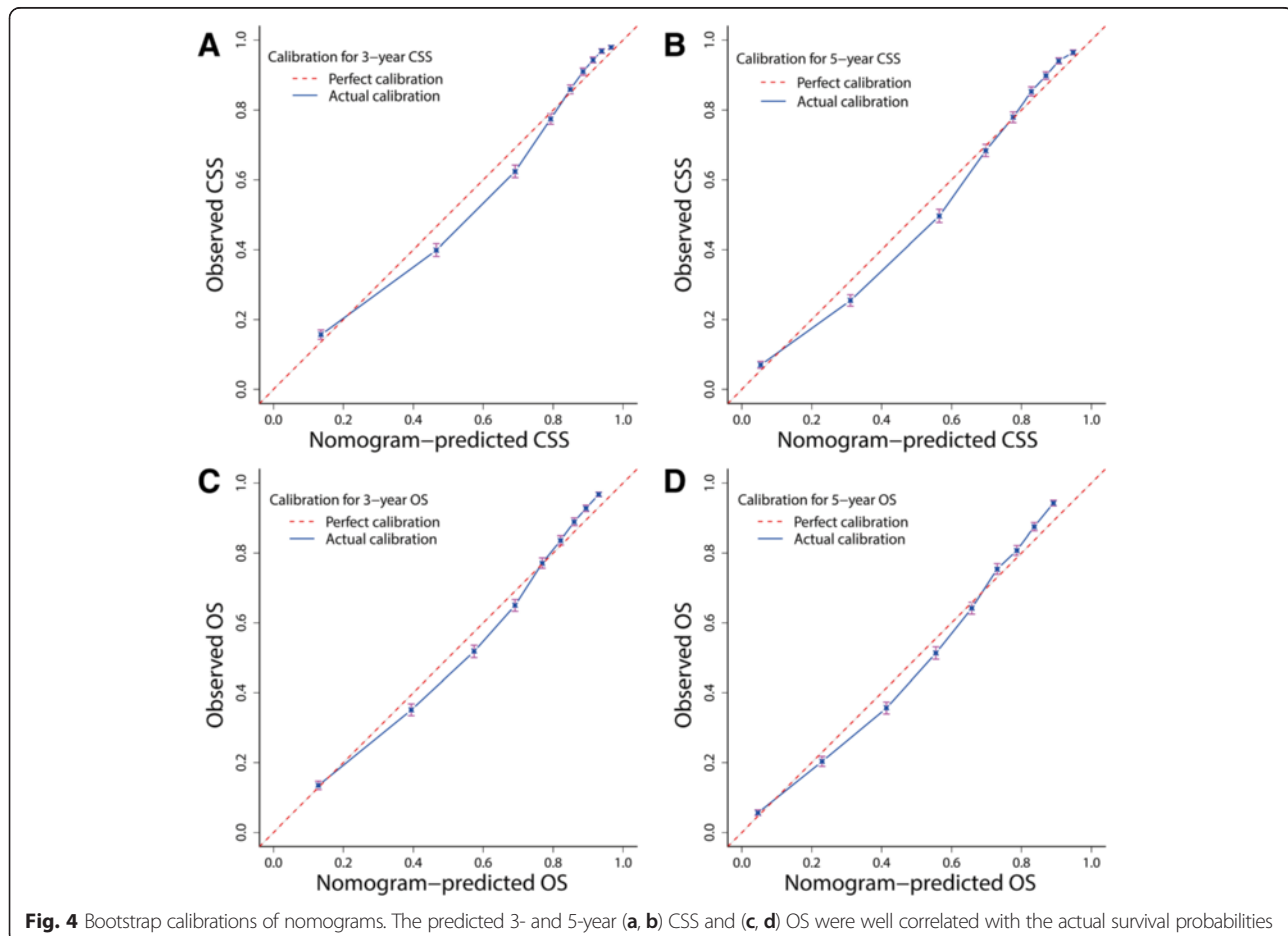 A
Calibration for 3−year CSS
Perfect calibration
Actual calibration
Observed CSS
0.0 0.2 0.4 0.6 0.8 1.0
0.0 0.2 0.4 0.6 0.8 1.0
Nomogram−predicted CSS
B
Calibration for 5−year CSS
Perfect calibration
Actual calibration
Observed CSS
0.0 0.2 0.4 0.6 0.8 1.0
0.0 0.2 0.4 0.6 0.8 1.0
Nomogram−predicted CSS
C
Calibration for 3−year OS
Perfect calibration
Actual calibration
Observed OS
0.0 0.2 0.4 0.6 0.8 1.0
0.0 0.2 0.4 0.6 0.8 1.0
Nomogram−predicted OS
D
Calibration for 5−year OS
Perfect calibration
Actual calibration
Observed OS
0.0 0.2 0.4 0.6 0.8 1.0
0.0 0.2 0.4 0.6 0.8 1.0
Nomogram−predicted OS
Fig. 4 Bootstrap calibrations of nomograms. The predicted 3- and 5-year (a, b) CSS and (c, d) OS were well correlated with the actual survival probabilities